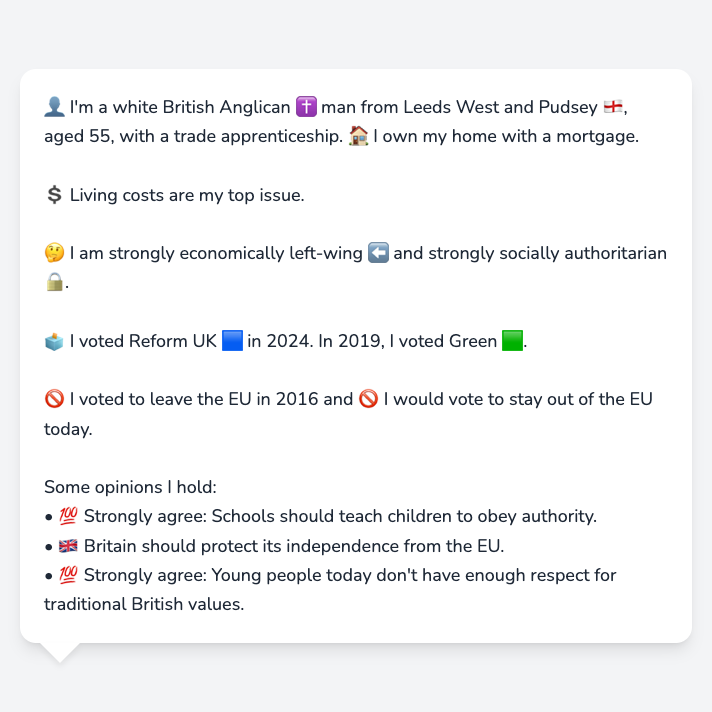 👤 I'm a white British Anglican ✝️ man from Leeds West and Pudsey 🏴󠁧󠁢󠁥󠁮󠁧󠁿,
aged 55, with a trade apprenticeship. 🏠 I own my home with a mortgage.
💲 Living costs are my top issue.
🤔 I am strongly economically left-wing ⬅️ and strongly socially authoritarian
🔒.
🗳️ I voted Reform UK 🟦 in 2024. In 2019, I voted Green 🟩.
🚫 I voted to leave the EU in 2016 and 🚫 I would vote to stay out of the EU
today.
Some opinions I hold:
• 💯 Strongly agree: Schools should teach children to obey authority.
• 🇬🇧 Britain should protect its independence from the EU.
• 💯 Strongly agree: Young people today don't have enough respect for
traditional British values.